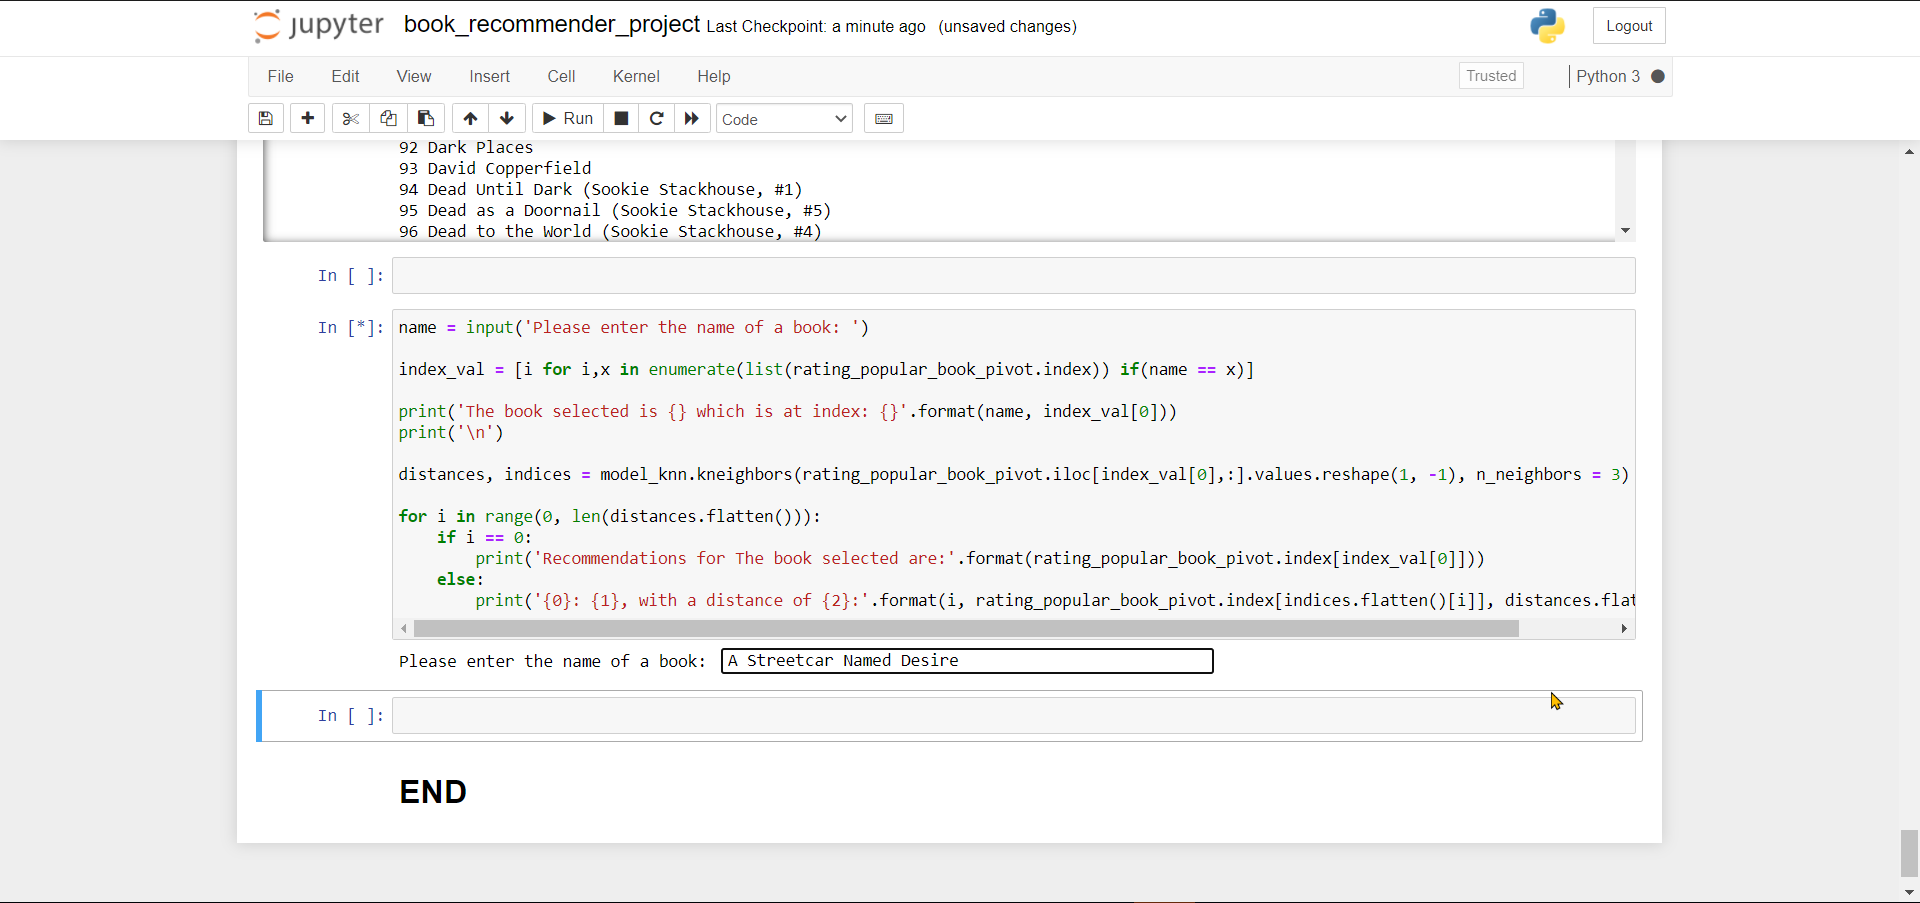 jupyter book_recommender_project Last Checkpoint: a minute ago (unsaved changes) Logout
File Edit View Insert Cell Kernel Help Trusted Python 3
Run Code
92 Dark Places
93 David Copperfield
94 Dead Until Dark (Sookie Stackhouse, #1)
95 Dead as a Doornail (Sookie Stackhouse, #5)
96 Dead to the World (Sookie Stackhouse, #4)
In [ ]:
In [*]: name = input('Please enter the name of a book: ')
index_val = [i for i,x in enumerate(list(rating_popular_book_pivot.index)) if(name == x)]
print('The book selected is {} which is at index: {}'.format(name, index_val[0]))
print('\n')
distances, indices = model_knn.kneighbors(rating_popular_book_pivot.iloc[index_val[0],:].values.reshape(1, -1), n_neighbors = 3)
for i in range(0, len(distances.flatten())):
    if i == 0:
        print('Recommendations for The book selected are:'.format(rating_popular_book_pivot.index[index_val[0]]))
    else:
        print('{0}: {1}, with a distance of {2}:'.format(i, rating_popular_book_pivot.index[indices.flatten()[i]], distances.flat
Please enter the name of a book: A Streetcar Named Desire
In [ ]:
END